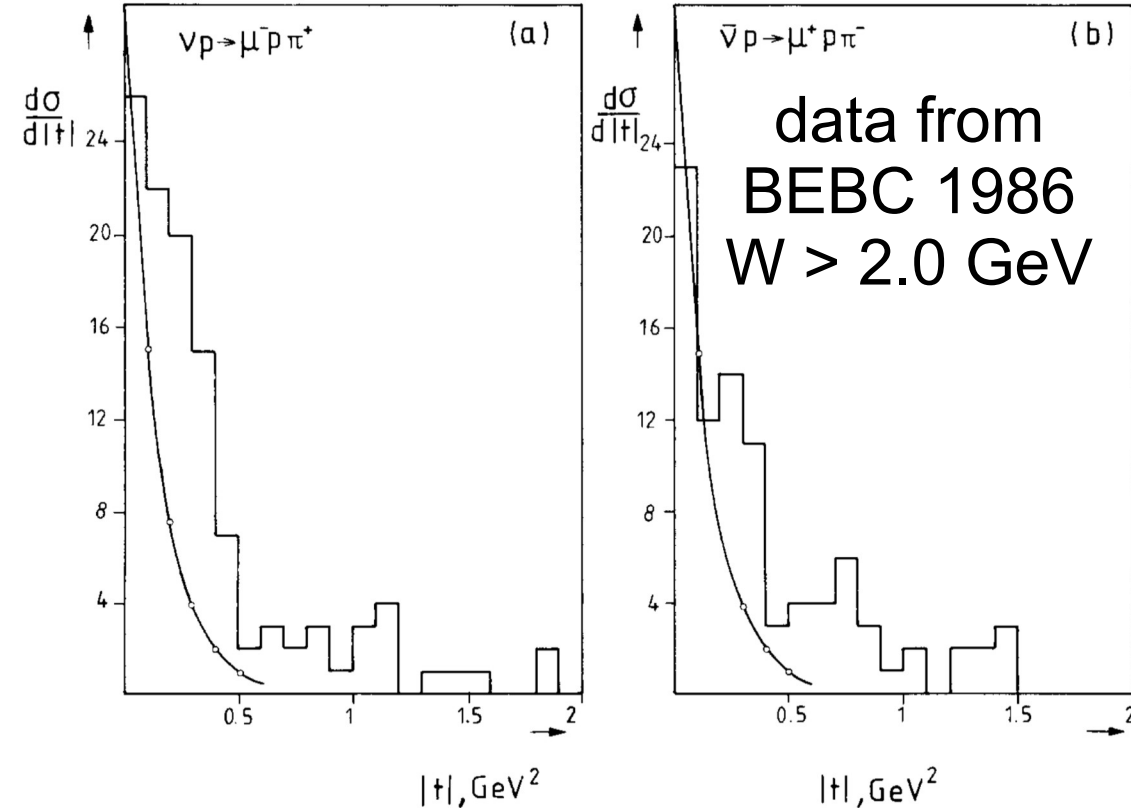 νp→μ⁻pπ⁺
(a)
dσ
d|t|
24
20
16
12
8
4
0.5
1
1.5
2
|t|, GeV²
ν̄p→μ⁺pπ⁻
(b)
data from
BEBC 1986
W > 2.0 GeV
dσ
d|t|
24
20
16
12
8
4
0.5
1
1.5
2
|t|, GeV²